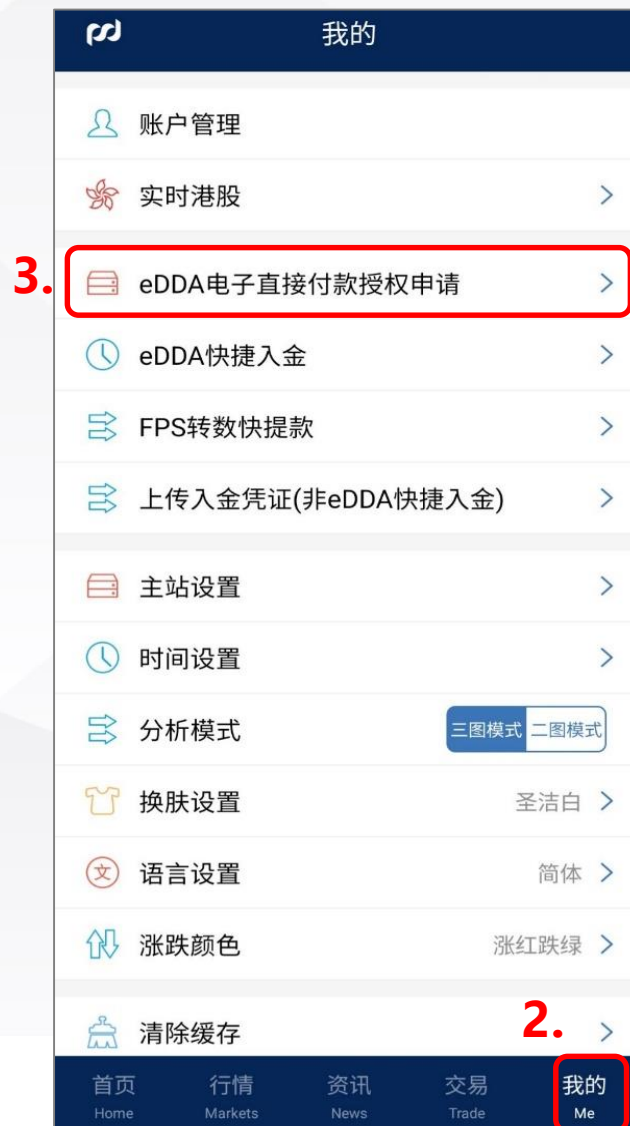 我的
账户管理
实时港股
3.
eDDA电子直接付款授权申请
eDDA快捷入金
FPS转数快提款
上传入金凭证(非eDDA快捷入金)
主站设置
时间设置
分析模式 三图模式 二图模式
换肤设置 圣洁白
文 语言设置 简体
涨跌颜色 涨红跌绿
清除缓存
2.
首页 行情 资讯 交易 我的
Home Markets News Trade Me